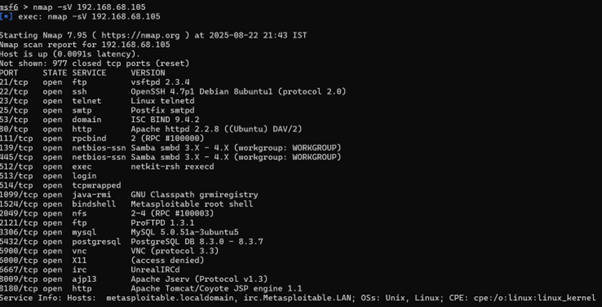 msf6 > nmap -sV 192.168.68.105
[*] exec: nmap -sV 192.168.68.105
Starting Nmap 7.95 ( https://nmap.org ) at 2025-08-22 21:43 IST
Nmap scan report for 192.168.68.105
Host is up (0.0091s latency).
Not shown: 977 closed tcp ports (reset)
PORT STATE SERVICE VERSION
21/tcp open ftp vsftpd 2.3.4
22/tcp open ssh OpenSSH 4.7p1 Debian 8ubuntu1 (protocol 2.0)
23/tcp open telnet Linux telnetd
25/tcp open smtp Postfix smtpd
53/tcp open domain ISC BIND 9.4.2
80/tcp open http Apache httpd 2.2.8 ((Ubuntu) DAV/2)
111/tcp open rpcbind 2 (RPC #100000)
139/tcp open netbios-ssn Samba smbd 3.X - 4.X (workgroup: WORKGROUP)
445/tcp open netbios-ssn Samba smbd 3.X - 4.X (workgroup: WORKGROUP)
512/tcp open exec netkit-rsh rexecd
513/tcp open login
514/tcp open tcpwrapped
1099/tcp open java-rmi GNU Classpath grmiregistry
1524/tcp open bindshell Metasploitable root shell
2049/tcp open nfs 2-4 (RPC #100003)
2121/tcp open ftp ProFTPD 1.3.1
3306/tcp open mysql MySQL 5.0.51a-3ubuntu5
5432/tcp open postgresql PostgreSQL DB 8.3.0 - 8.3.7
5900/tcp open vnc VNC (protocol 3.3)
6000/tcp open X11 (access denied)
6667/tcp open irc UnrealIRCd
8009/tcp open ajp13 Apache Jserv (Protocol v1.3)
8180/tcp open http Apache Tomcat/Coyote JSP engine 1.1
Service Info: Hosts: metasploitable.localdomain, irc.Metasploitable.LAN; OSs: Unix, Linux; CPE: cpe:/o:linux:linux_kernel